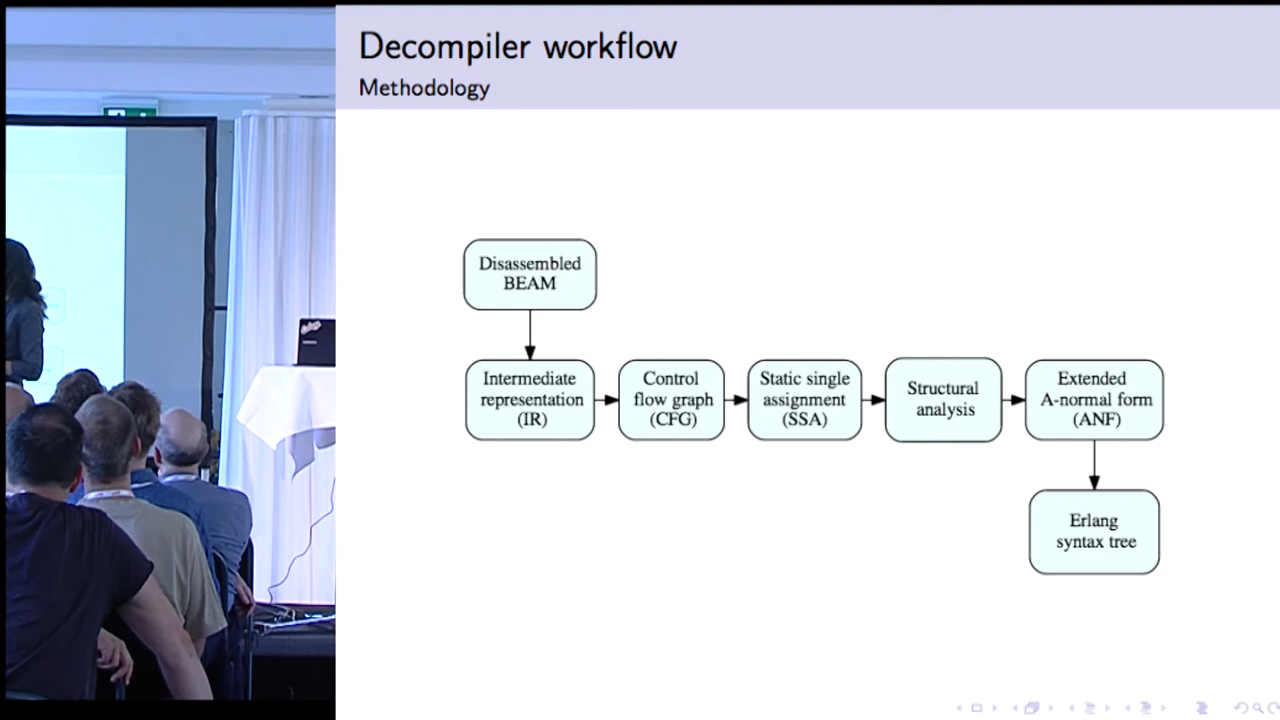 Decompiler workflow
Methodology
Disassembled
BEAM
Intermediate
representation
(IR)
Control
flow graph
(CFG)
Static single
assignment
(SSA)
Structural
analysis
Extended
A-normal form
(ANF)
Erlang
syntax tree